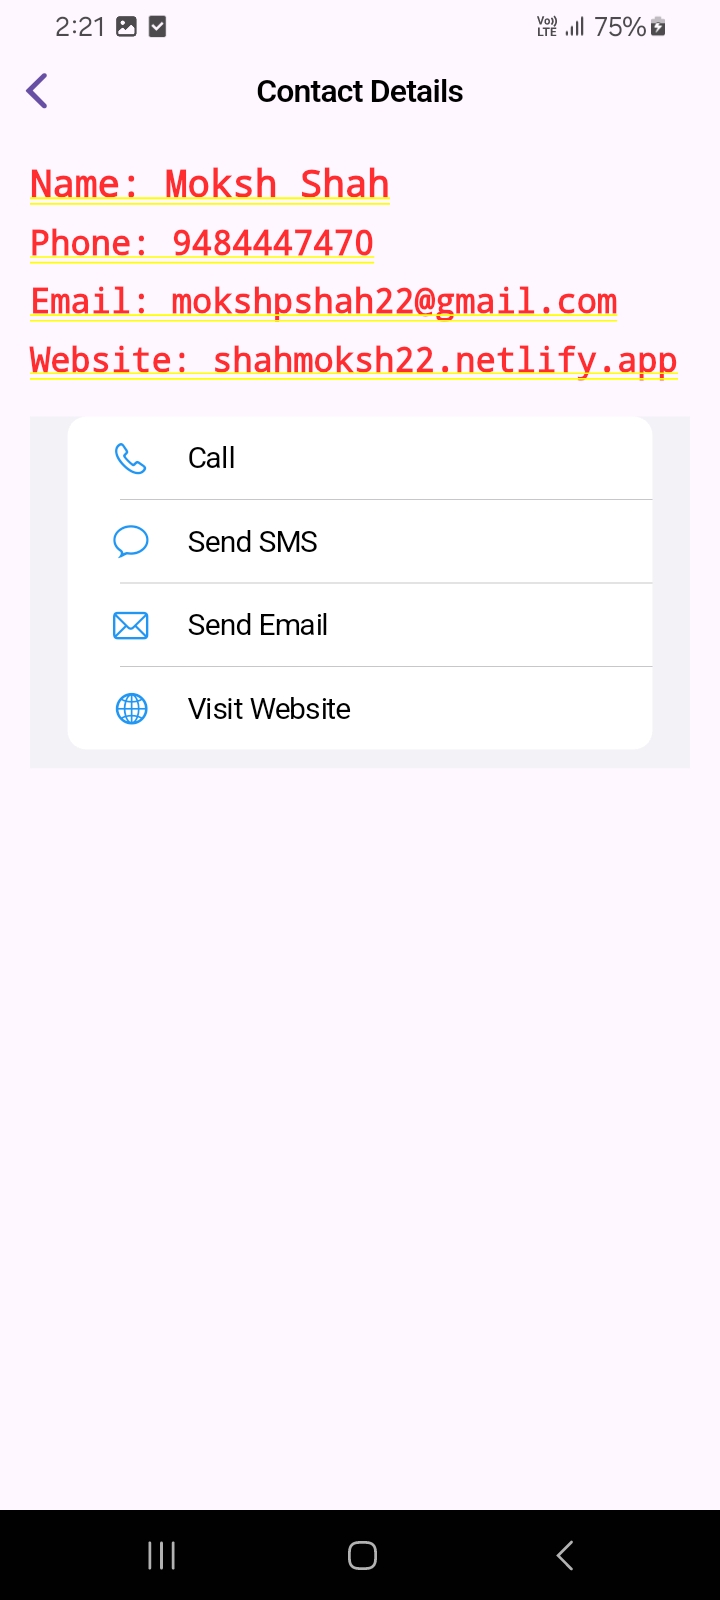 2:21 Vo)) LTE 75%
Contact Details
Name: Moksh Shah
Phone: 9484447470
Email: mokshpshah22@gmail.com
Website: shahmoksh22.netlify.app
Call
Send SMS
Send Email
Visit Website